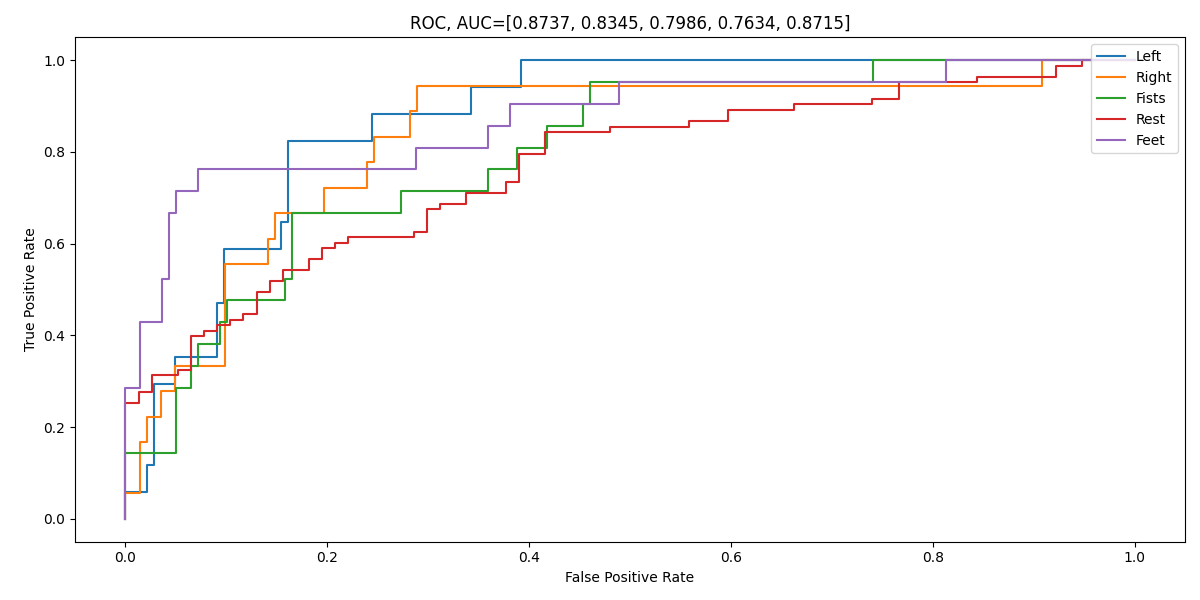 ROC, AUC=[0.8737, 0.8345, 0.7986, 0.7634, 0.8715]
Left
Right
Fists
Rest
Feet
True Positive Rate
1.0
0.8
0.6
0.4
0.2
0.0
0.0 0.2 0.4 0.6 0.8 1.0
False Positive Rate